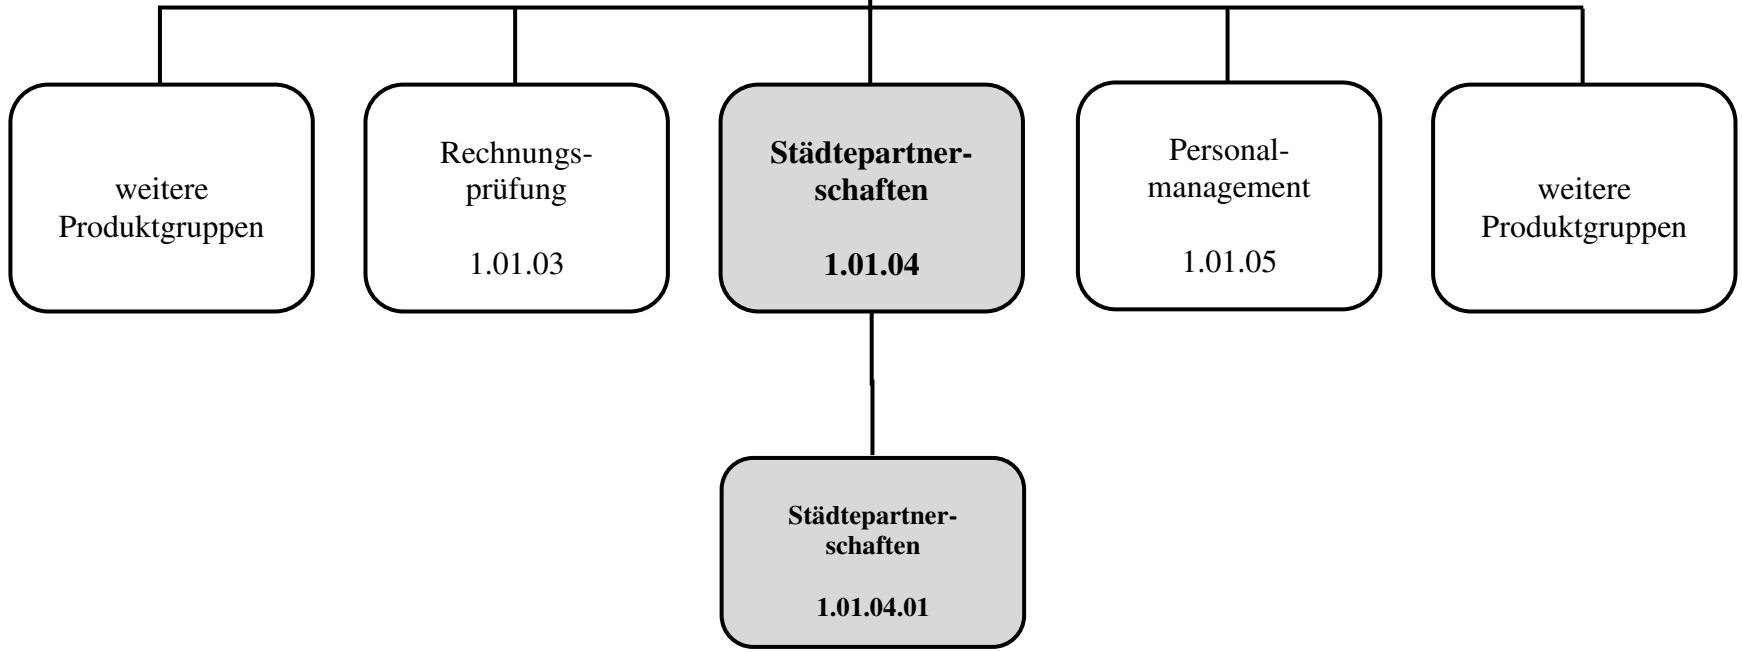 weitere
Produktgruppen
Rechnungs-
prüfung
1.01.03
Städtepartner-
schaften
1.01.04
Personal-
management
1.01.05
weitere
Produktgruppen
Städtepartner-
schaften
1.01.04.01